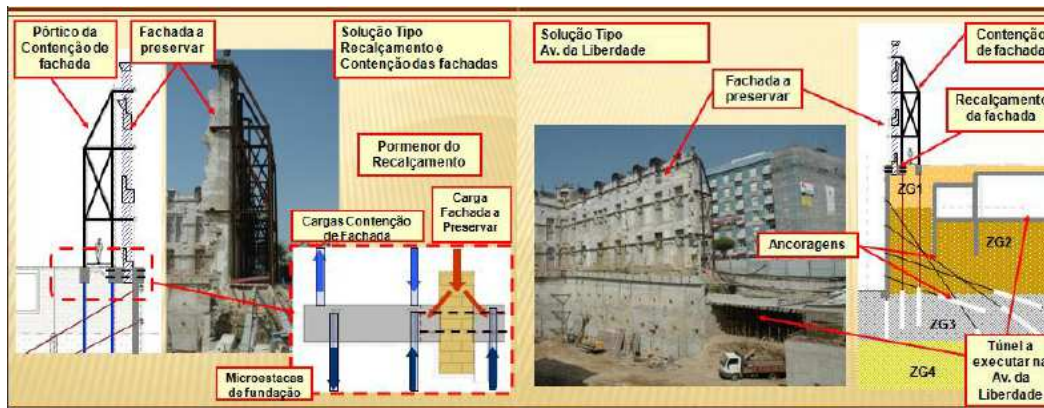 Pórtico da
Contenção de
fachada
Fachada a
preservar
Solução Tipo
Recalçamento e
Contenção das fachadas
Pormenor do
Recalçamento
Cargas Contenção
de Fachada
Carga
Fachada a
Preservar
Microestacas
de fundação
Solução Tipo
Av. da Liberdade
Fachada a
preservar
Contenção
de fachada
Recalçamento
da fachada
ZG1
ZG2
Ancoragens
ZG3
ZG4
Túnel a
executar na
Av. da
Liberdade